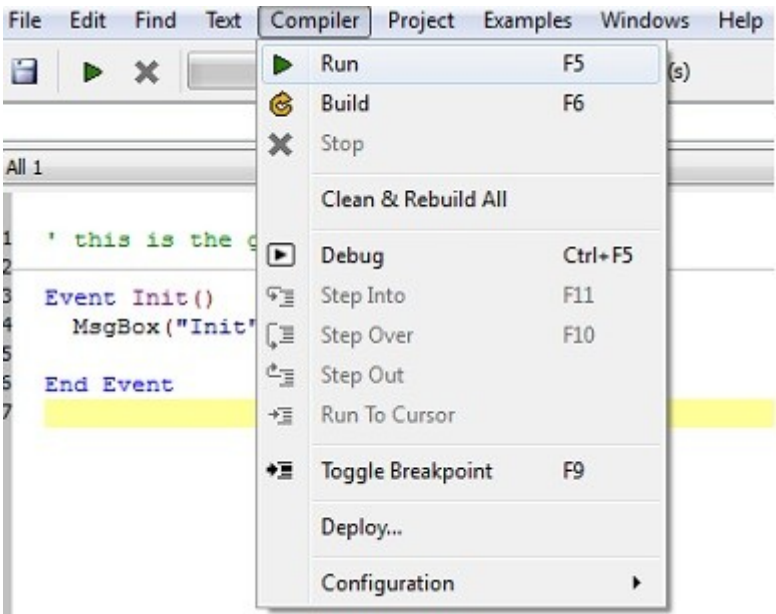 File Edit Find Text Compiler Project Examples Windows Help
Run F5
(s)
Build F6
Stop
All 1
Clean & Rebuild All
1 ' this is the
2
Debug Ctrl+F5
3 Event Init()
Step Into F11
4 MsgBox("Init"
Step Over F10
5
Step Out
6 End Event
7
Run To Cursor
Toggle Breakpoint F9
Deploy...
Configuration